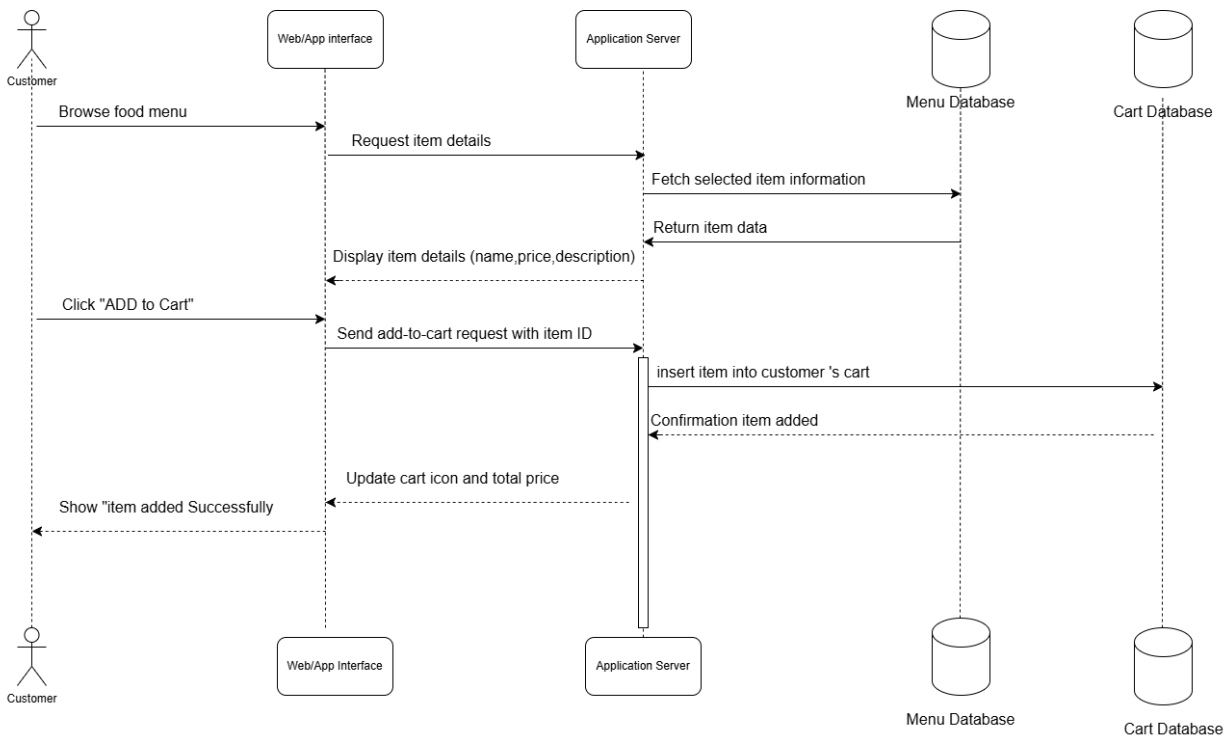 Web/App interface
Application Server
Customer
Menu Database
Cart Database
Browse food menu
Request item details
Fetch selected item information
Return item data
Display item details (name,price,description)
Click "ADD to Cart"
Send add-to-cart request with item ID
insert item into customer 's cart
Confirmation item added
Update cart icon and total price
Show "item added Successfully
Web/App Interface
Application Server
Customer
Menu Database
Cart Database